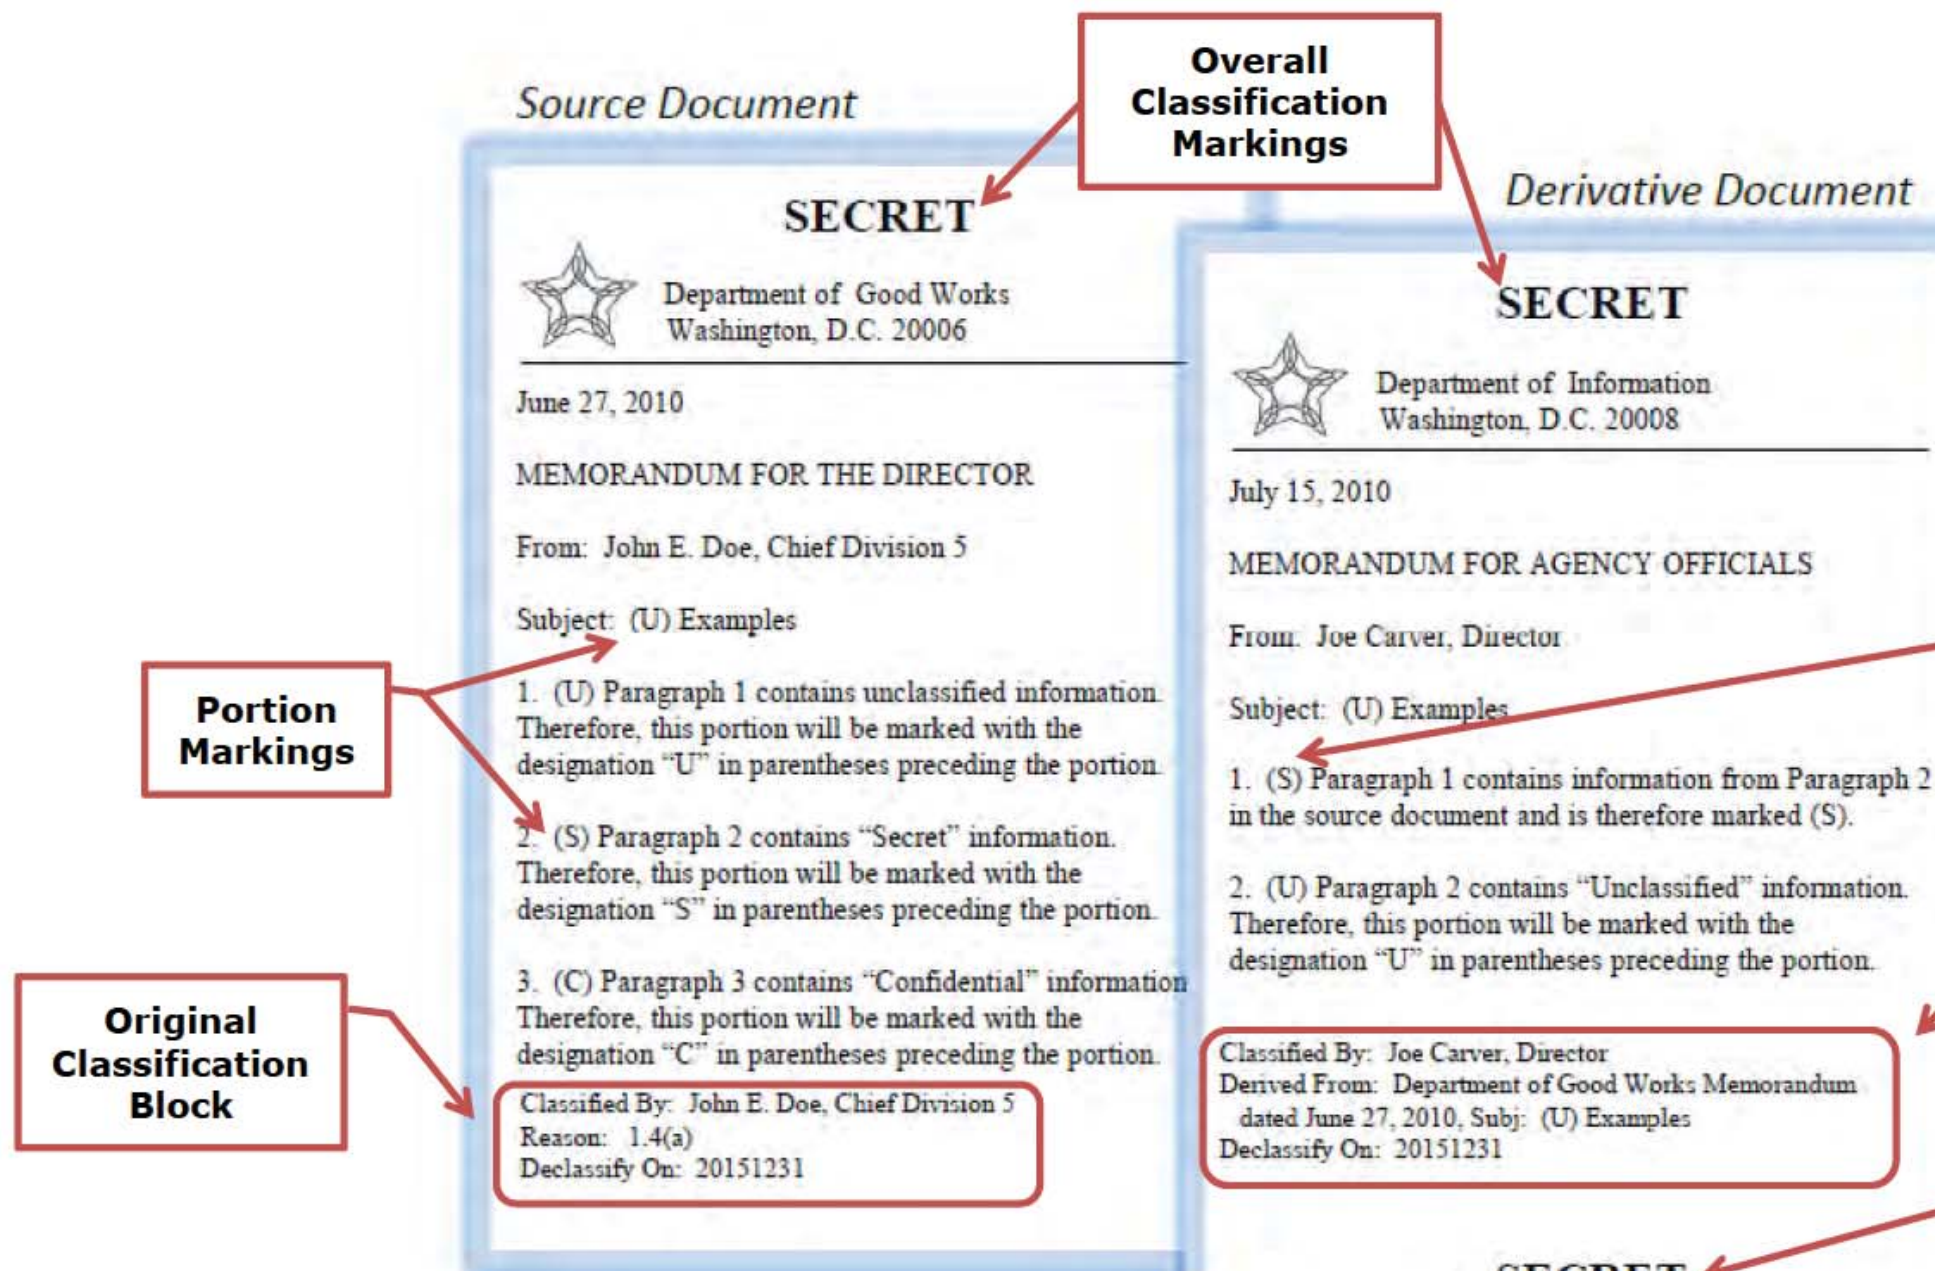 Overall
Classification
Markings
Source Document
SECRET
Department of Good Works
Washington, D.C. 20006
June 27, 2010
MEMORANDUM FOR THE DIRECTOR
From: John E. Doe, Chief Division 5
Subject: (U) Examples
1. (U) Paragraph 1 contains unclassified information.
Therefore, this portion will be marked with the
designation “U” in parentheses preceding the portion.
2. (S) Paragraph 2 contains “Secret” information.
Therefore, this portion will be marked with the
designation “S” in parentheses preceding the portion.
3. (C) Paragraph 3 contains “Confidential” information
Therefore, this portion will be marked with the
designation “C” in parentheses preceding the portion.
Classified By: John E. Doe, Chief Division 5
Reason: 1.4(a)
Declassify On: 20151231
Portion
Markings
Original
Classification
Block
Derivative Document
SECRET
Department of Information
Washington, D.C. 20008
July 15, 2010
MEMORANDUM FOR AGENCY OFFICIALS
From: Joe Carver, Director
Subject: (U) Examples
1. (S) Paragraph 1 contains information from Paragraph 2
in the source document and is therefore marked (S).
2. (U) Paragraph 2 contains “Unclassified” information.
Therefore, this portion will be marked with the
designation “U” in parentheses preceding the portion.
Classified By: Joe Carver, Director
Derived From: Department of Good Works Memorandum
dated June 27, 2010, Subj: (U) Examples
Declassify On: 20151231
SECRET